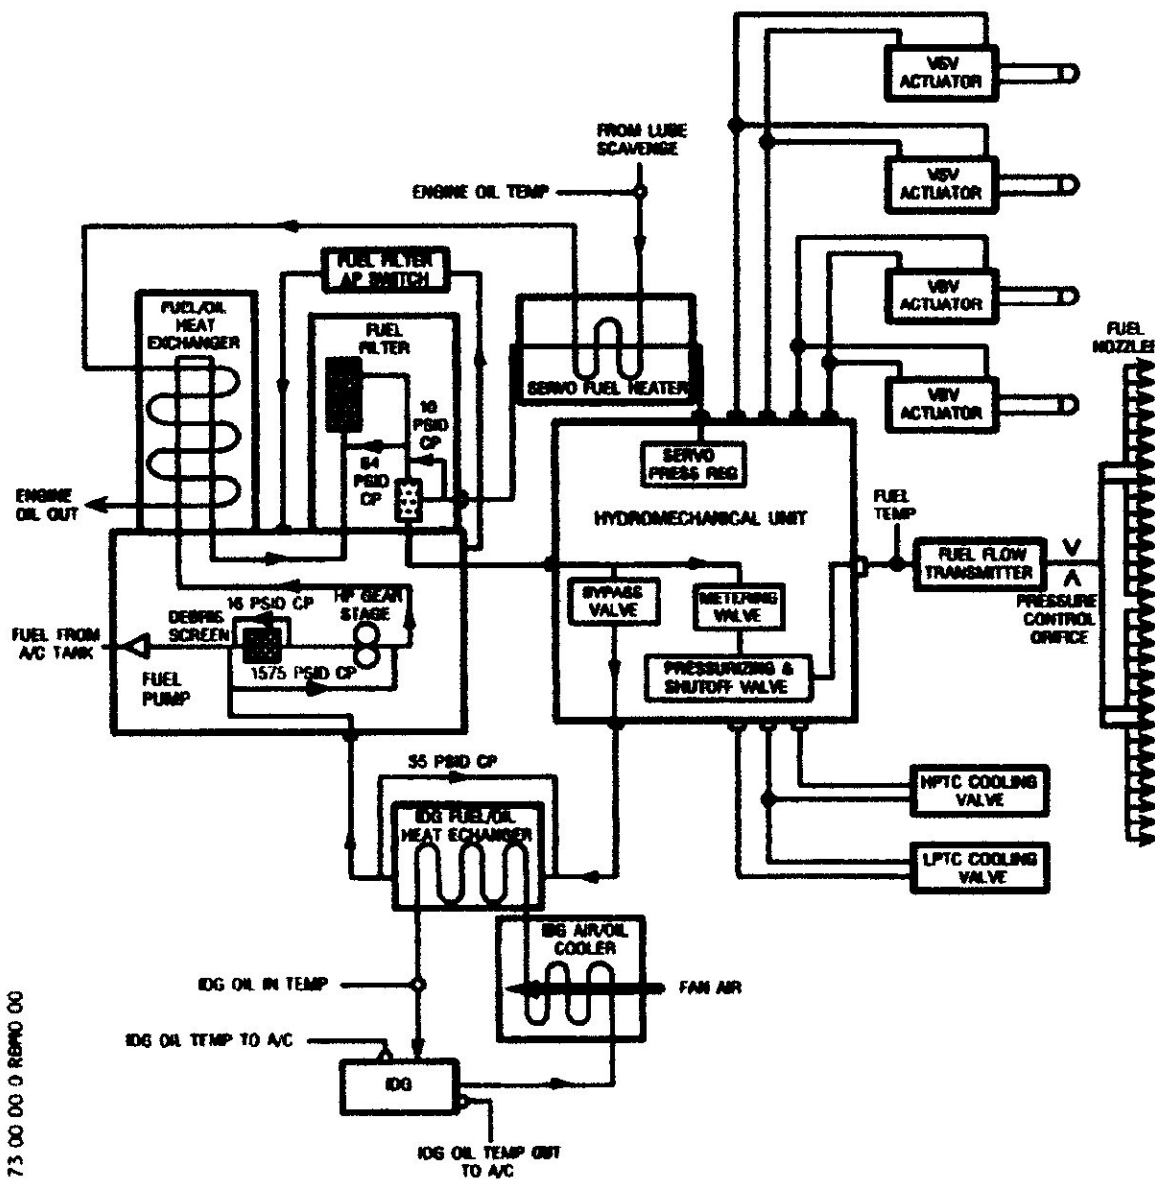 VSV
ACTUATOR
FROM LUBE
SCAVENGE
VSV
ACTUATOR
ENGINE OIL TEMP
FUEL FILTER
ΔP SWITCH
VBV
ACTUATOR
FUEL/OIL
HEAT
EXCHANGER
FUEL
FILTER
FUEL
NOZZLES
SERVO FUEL HEATER
VBV
ACTUATOR
10
PSID
CP
54
PSID
CP
SERVO
PRESS REG
ENGINE
OIL OUT
FUEL
TEMP
HYDROMECHANICAL UNIT
FUEL FLOW
TRANSMITTER
BYPASS
VALVE
METERING
VALVE
PRESSURE
CONTROL
ORIFICE
HP GEAR
STAGE
16 PSID CP
DEBRIS
SCREEN
FUEL FROM
A/C TANK
1575 PSID CP
FUEL
PUMP
PRESSURIZING &
SHUTOFF VALVE
35 PSID CP
HPTC COOLING
VALVE
IDG FUEL/OIL
HEAT ECHANGER
LPTC COOLING
VALVE
IDG AIR/OIL
COOLER
IDG OIL IN TEMP
FAN AIR
IDG OIL TEMP TO A/C
IDG
IDG OIL TEMP OUT
TO A/C
73 00 00 0